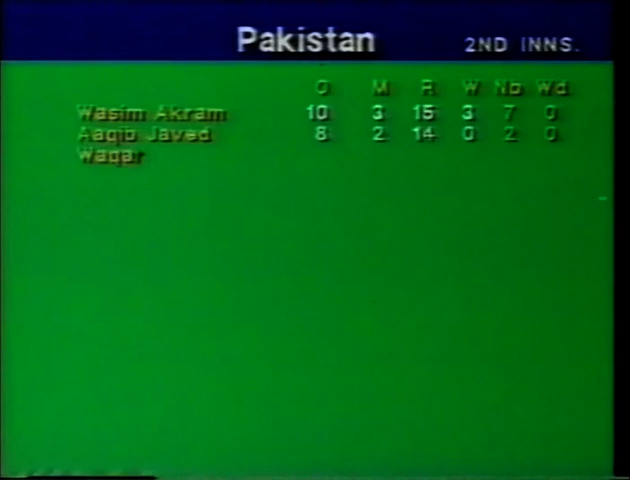 Pakistan 2ND INNS.
O M R W Nb Wd
Wasim Akram 10 3 15 3 7 0
Aaqib Javed 8 2 14 0 2 0
Waqar